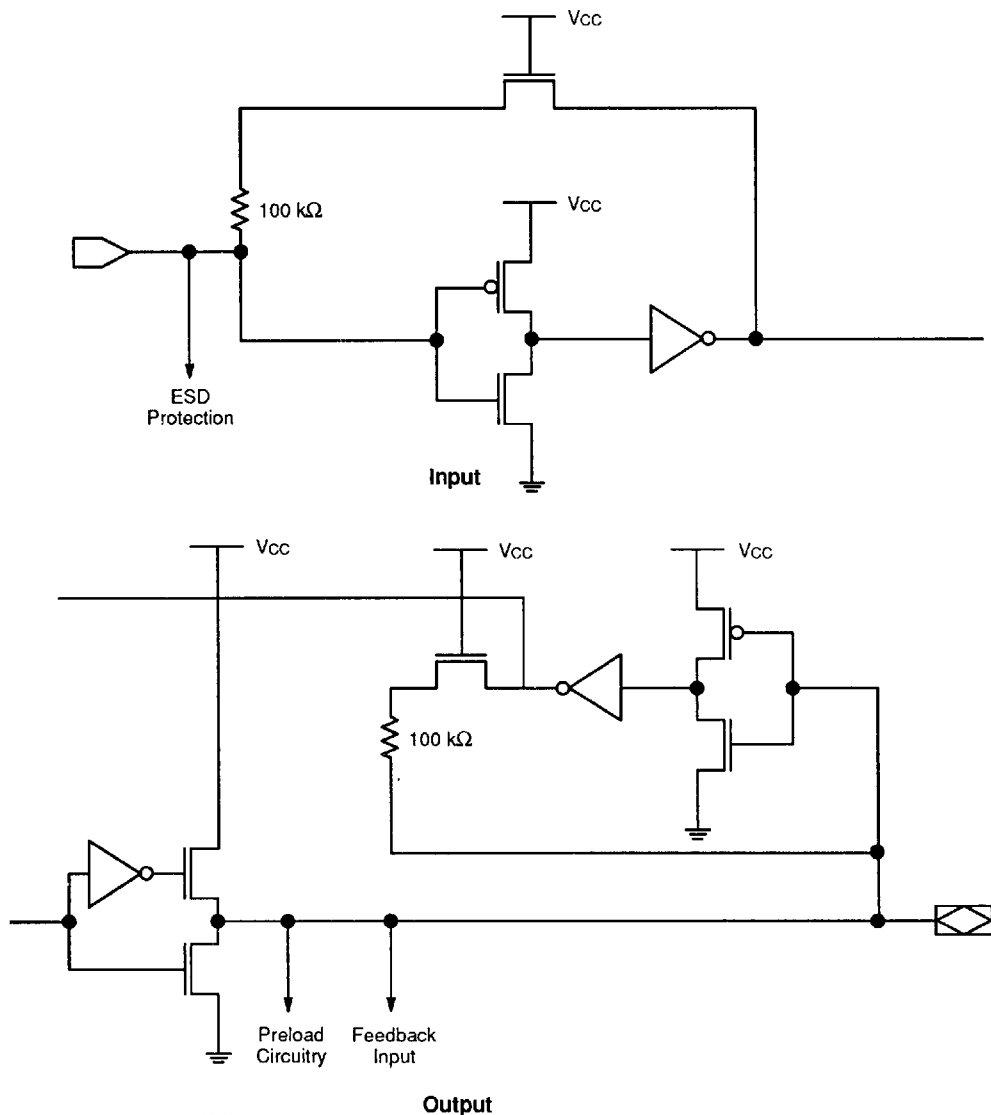 VCC
100 kΩ
VCC
ESD
Protection
Input
VCC
VCC
VCC
100 kΩ
Preload
Circuitry
Feedback
Input
Output